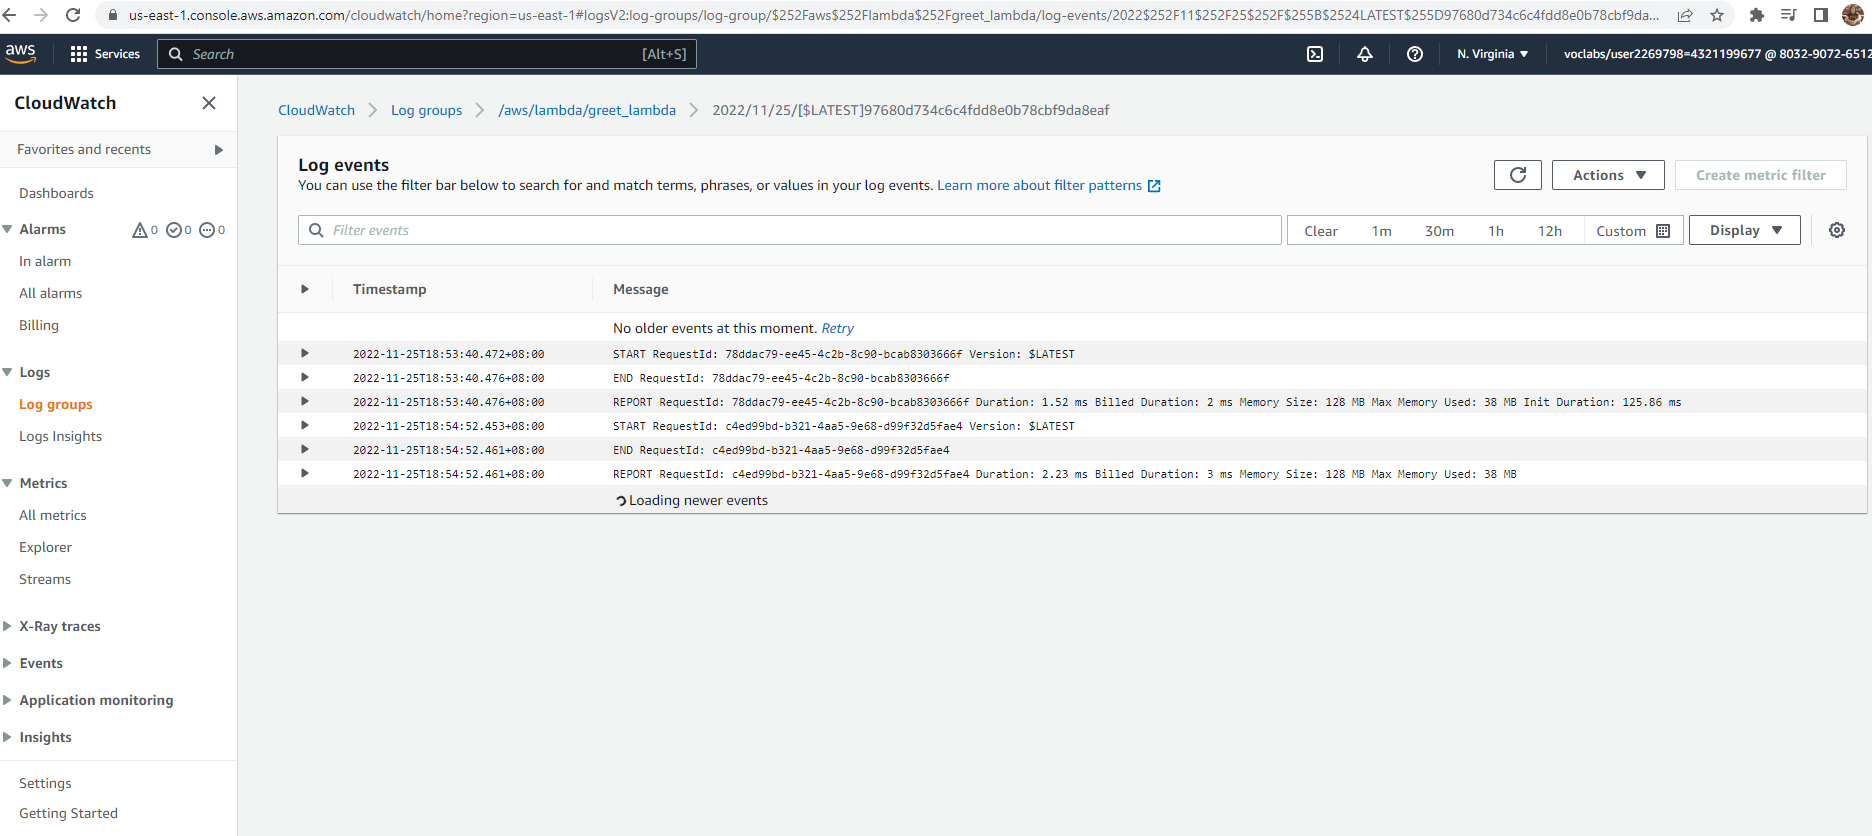 us-east-1.console.aws.amazon.com/cloudwatch/home?region=us-east-1#logsV2:log-groups/log-group/$252Faws$252Flambda$252Fgreet_lambda/log-events/2022$252F11$252F25$252F$255B$2524LATEST$255D97680d734c6c4fdd8e0b78cbf9da...
aws Services Search [Alt+S] N. Virginia voclabs/user2269798=4321199677 @ 8032-9072-6512
CloudWatch
Favorites and recents
Dashboards
Alarms 0 0 0
In alarm
All alarms
Billing
Logs
Log groups
Logs Insights
Metrics
All metrics
Explorer
Streams
X-Ray traces
Events
Application monitoring
Insights
Settings
Getting Started
CloudWatch Log groups /aws/lambda/greet_lambda 2022/11/25/[$LATEST]97680d734c6c4fdd8e0b78cbf9da8eaf
Log events
You can use the filter bar below to search for and match terms, phrases, or values in your log events. Learn more about filter patterns
Actions Create metric filter
Filter events Clear 1m 30m 1h 12h Custom Display
Timestamp Message
No older events at this moment. Retry
2022-11-25T18:53:40.472+08:00 START RequestId: 78ddac79-ee45-4c2b-8c90-bcab8303666f Version: $LATEST
2022-11-25T18:53:40.476+08:00 END RequestId: 78ddac79-ee45-4c2b-8c90-bcab8303666f
2022-11-25T18:53:40.476+08:00 REPORT RequestId: 78ddac79-ee45-4c2b-8c90-bcab8303666f Duration: 1.52 ms Billed Duration: 2 ms Memory Size: 128 MB Max Memory Used: 38 MB Init Duration: 125.86 ms
2022-11-25T18:54:52.453+08:00 START RequestId: c4ed99bd-b321-4aa5-9e68-d99f32d5fae4 Version: $LATEST
2022-11-25T18:54:52.461+08:00 END RequestId: c4ed99bd-b321-4aa5-9e68-d99f32d5fae4
2022-11-25T18:54:52.461+08:00 REPORT RequestId: c4ed99bd-b321-4aa5-9e68-d99f32d5fae4 Duration: 2.23 ms Billed Duration: 3 ms Memory Size: 128 MB Max Memory Used: 38 MB
Loading newer events